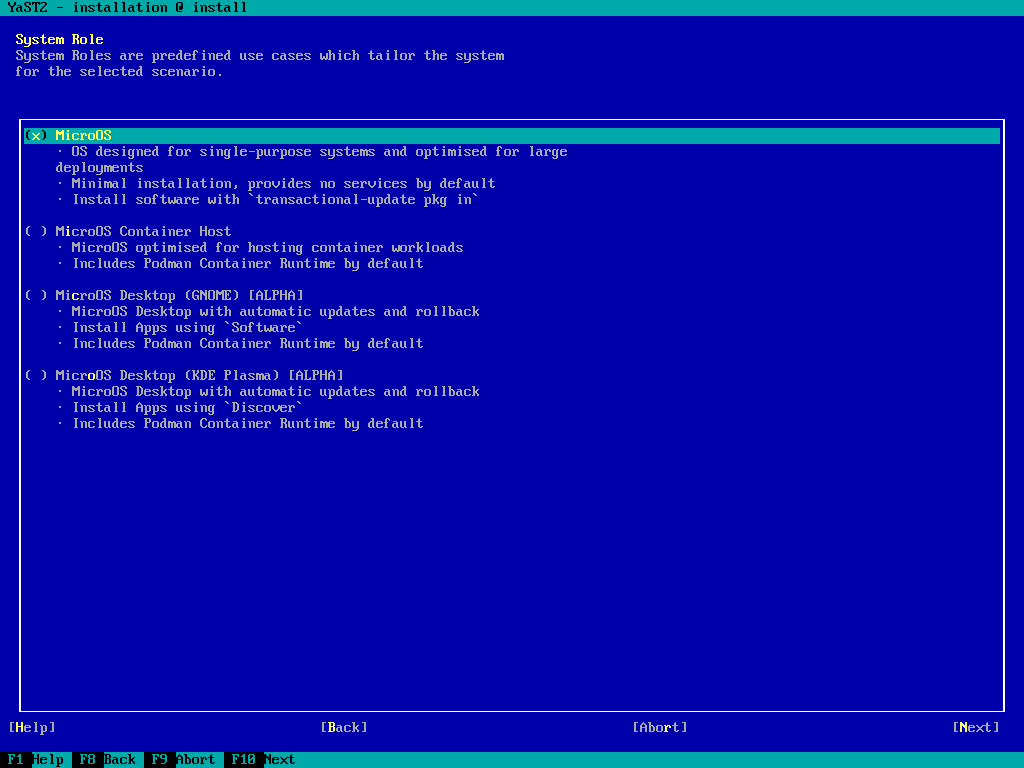 YaST2 - installation @ install
System Role
System Roles are predefined use cases which tailor the system
for the selected scenario.
(x) MicroOS
· OS designed for single-purpose systems and optimised for large
deployments
· Minimal installation, provides no services by default
· Install software with `transactional-update pkg in`
( ) MicroOS Container Host
· MicroOS optimised for hosting container workloads
· Includes Podman Container Runtime by default
( ) MicroOS Desktop (GNOME) [ALPHA]
· MicroOS Desktop with automatic updates and rollback
· Install Apps using `Software`
· Includes Podman Container Runtime by default
( ) MicroOS Desktop (KDE Plasma) [ALPHA]
· MicroOS Desktop with automatic updates and rollback
· Install Apps using `Discover`
· Includes Podman Container Runtime by default
[Help] [Back] [Abort] [Next]
F1 Help F8 Back F9 Abort F10 Next